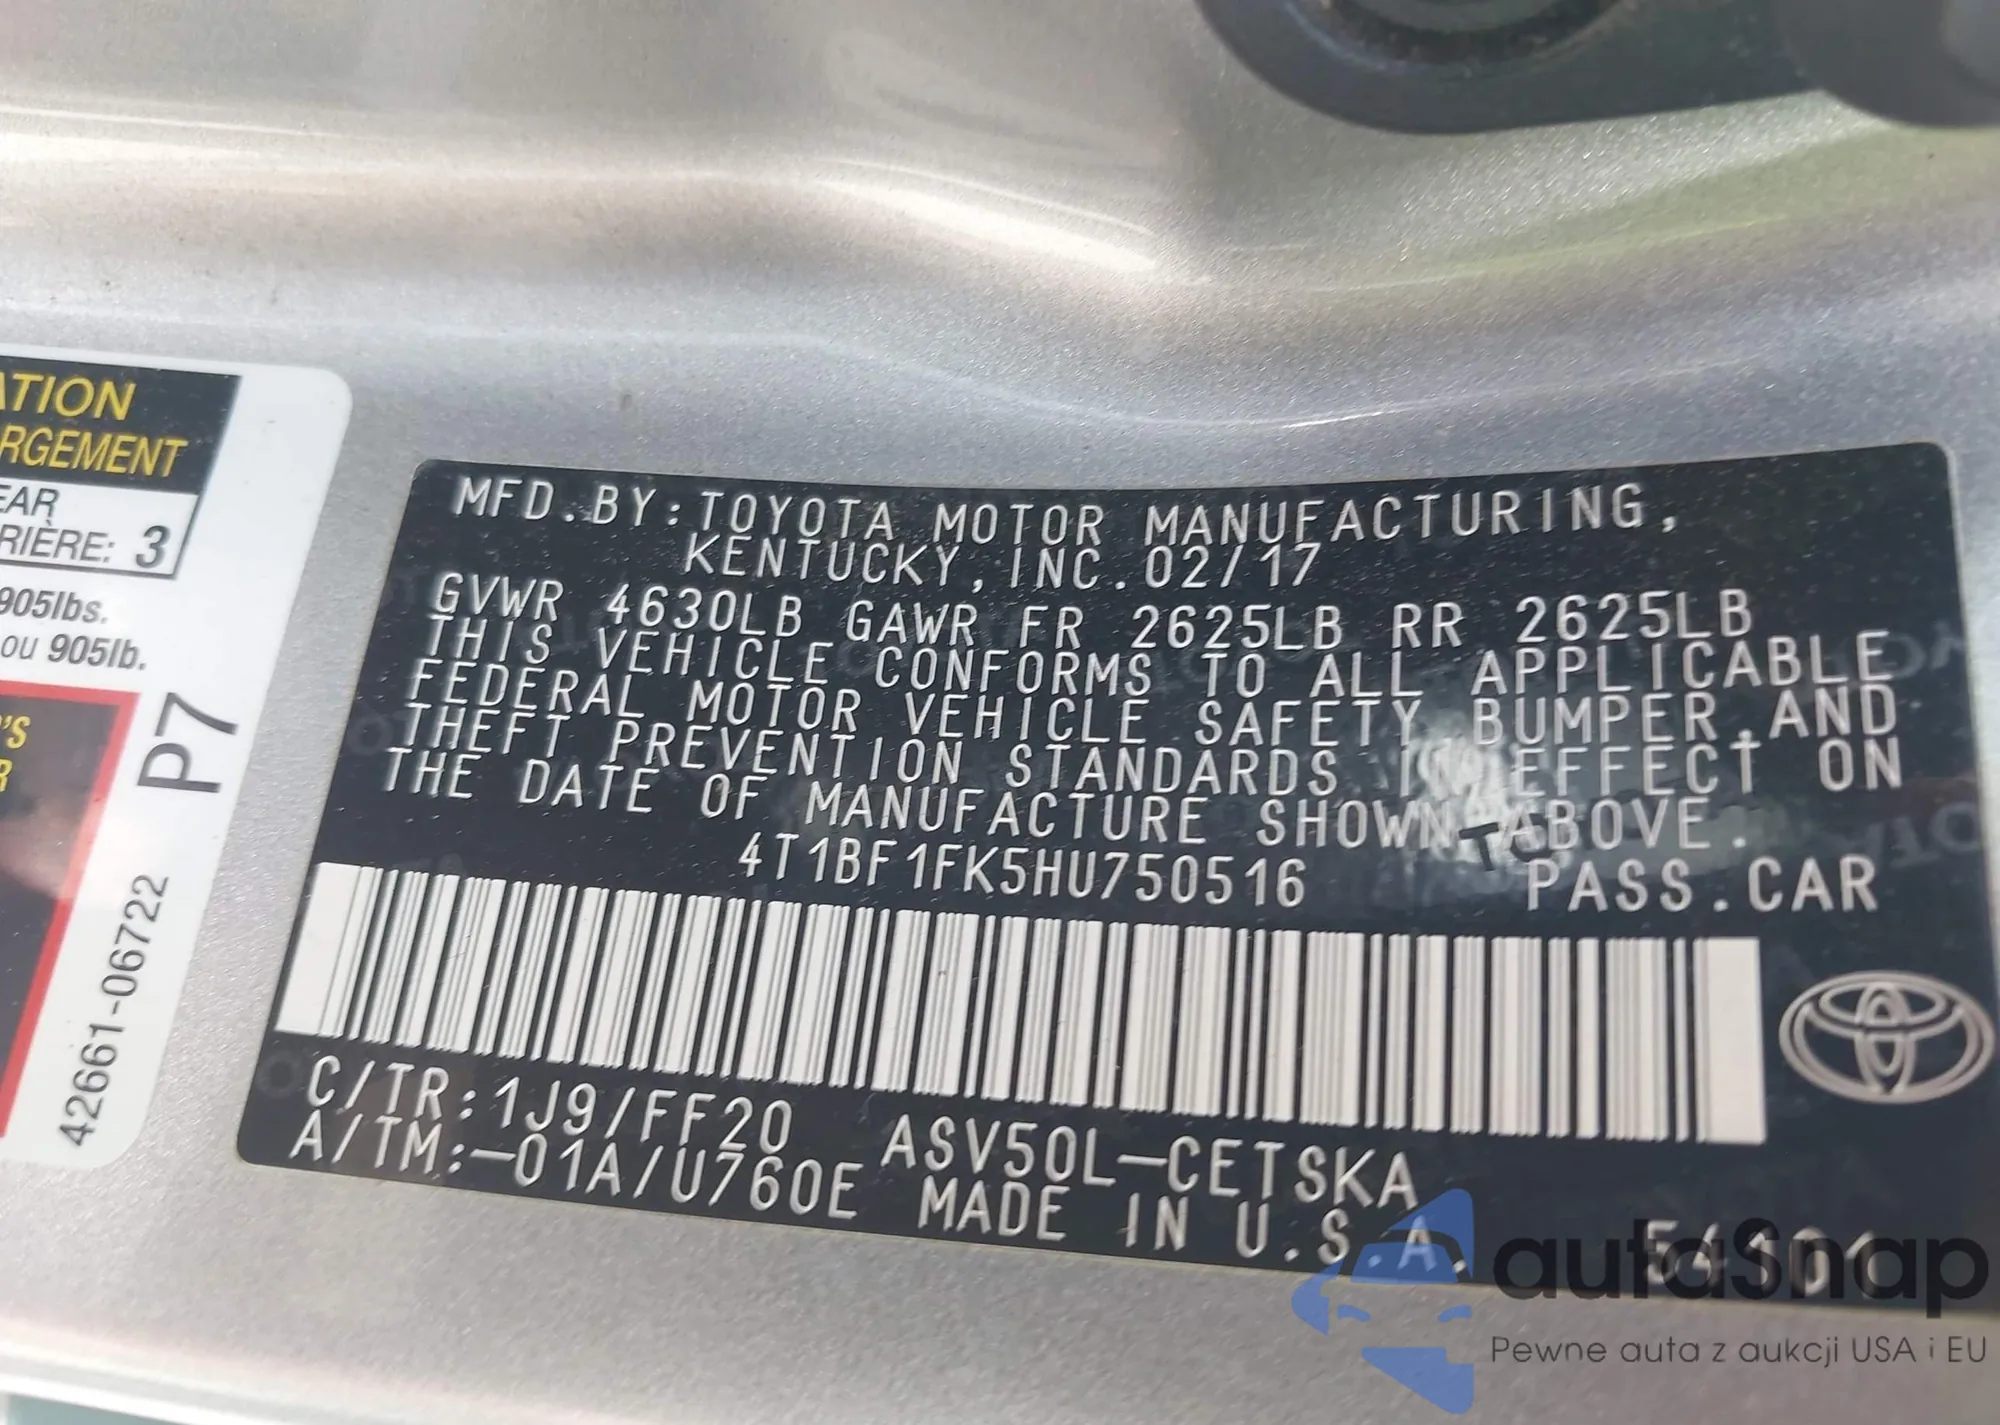 ATION
RGEMENT
EAR
RIÈRE: 3
905lbs.
ou 905lb.
'S
R
P7
42661-06722
MFD.BY:TOYOTA MOTOR MANUFACTURING,
KENTUCKY,INC.02/17
GVWR 4630LB GAWR FR 2625LB RR 2625LB
THIS VEHICLE CONFORMS TO ALL APPLICABLE
FEDERAL MOTOR VEHICLE SAFETY,BUMPER,AND
THEFT PREVENTION STANDARDS IN EFFECT ON
THE DATE OF MANUFACTURE SHOWN ABOVE.
4T1BF1FK5HU750516 PASS.CAR
C/TR:1J9/FF20 ASV50L-CETSKA
A/TM:-01A/U760E MADE IN U.S.A.
autaSnap
Pewne auta z aukcji USA i EU